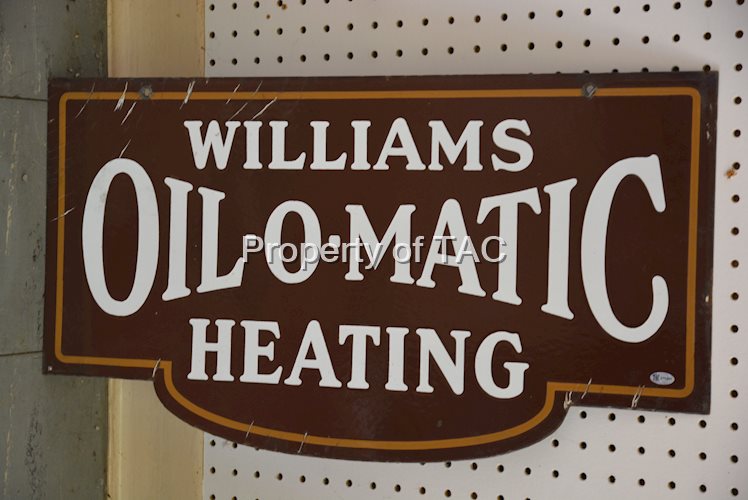 WILLIAMS
OIL·O·MATIC
Property of TAC
HEATING